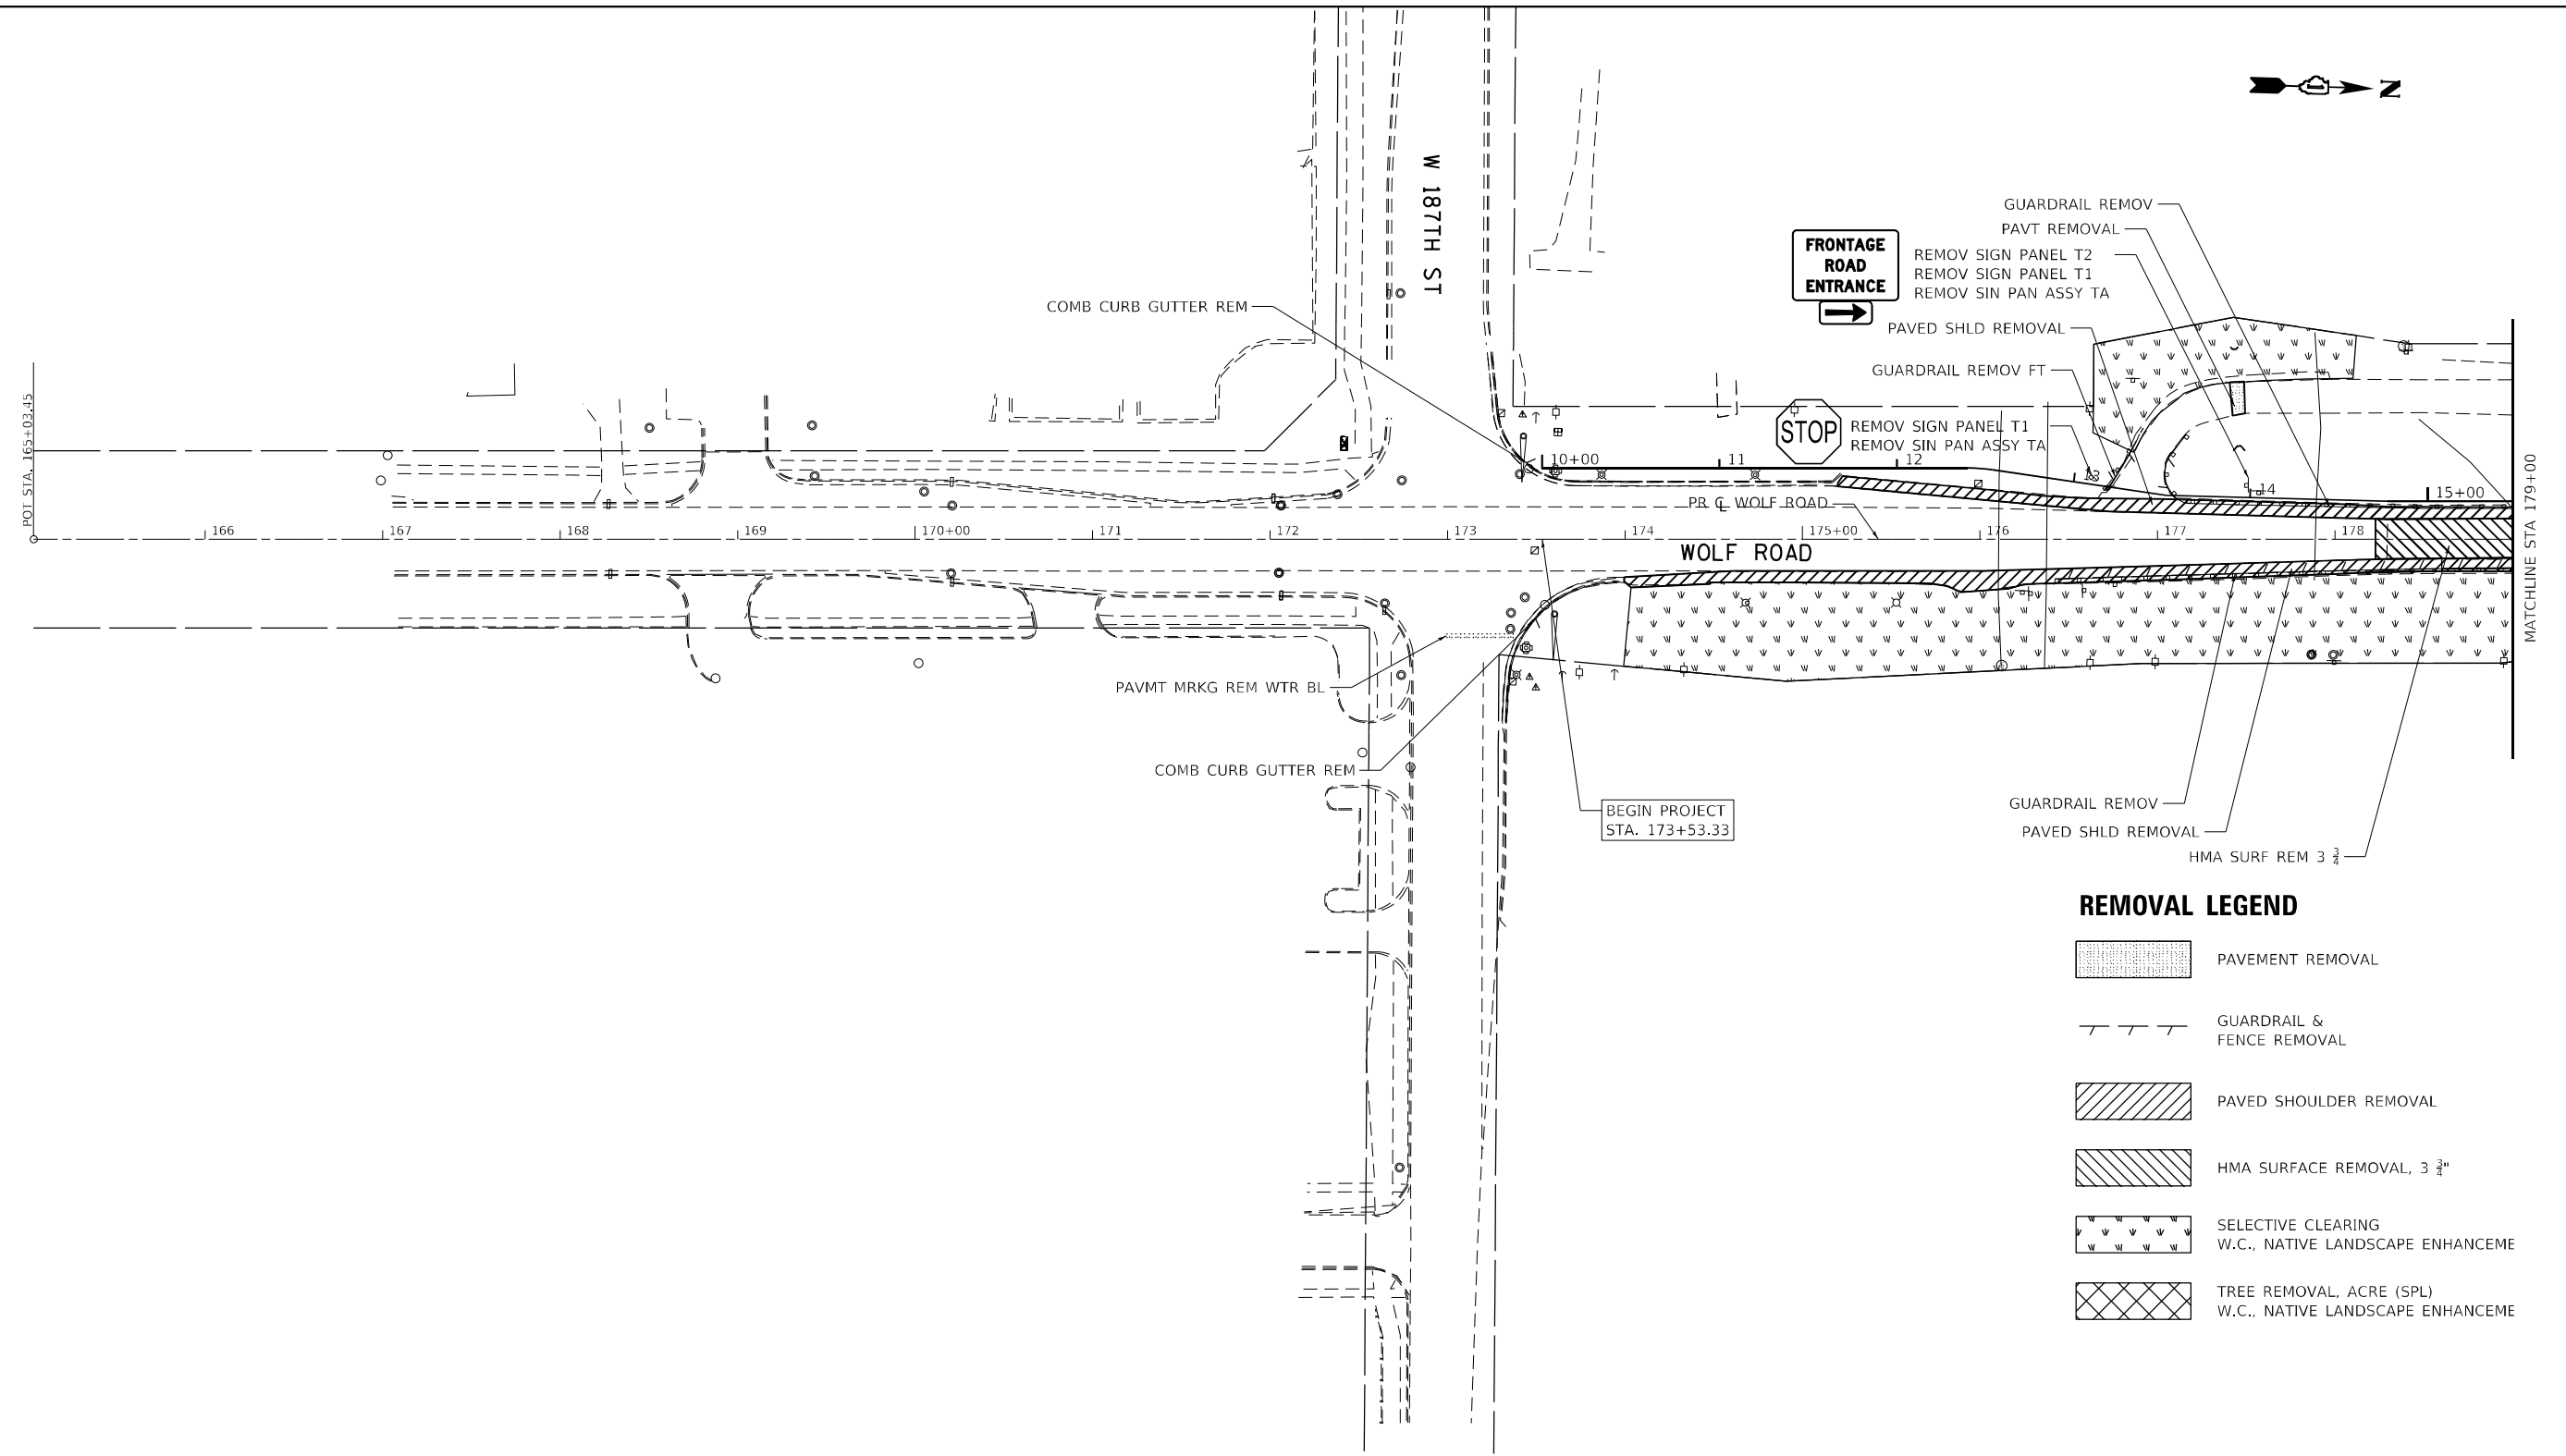 N
W 187TH ST
GUARDRAIL REMOV
PAVT REMOVAL
REMOV SIGN PANEL T2
REMOV SIGN PANEL T1
REMOV SIN PAN ASSY TA
FRONTAGE
ROAD
ENTRANCE
COMB CURB GUTTER REM
PAVED SHLD REMOVAL
GUARDRAIL REMOV FT
STOP
REMOV SIGN PANEL T1
REMOV SIN PAN ASSY TA
POT STA. 165+03.45
10+00
11
12
13
14
15+00
PR ℄ WOLF ROAD
166
167
168
169
170+00
171
172
173
174
175+00
176
177
178
WOLF ROAD
MATCHLINE STA 179+00
PAVMT MRKG REM WTR BL
COMB CURB GUTTER REM
BEGIN PROJECT
STA. 173+53.33
GUARDRAIL REMOV
PAVED SHLD REMOVAL
HMA SURF REM 3 3/4
REMOVAL LEGEND
PAVEMENT REMOVAL
GUARDRAIL &
FENCE REMOVAL
PAVED SHOULDER REMOVAL
HMA SURFACE REMOVAL, 3 3/4"
SELECTIVE CLEARING
W.C., NATIVE LANDSCAPE ENHANCEME
TREE REMOVAL, ACRE (SPL)
W.C., NATIVE LANDSCAPE ENHANCEME